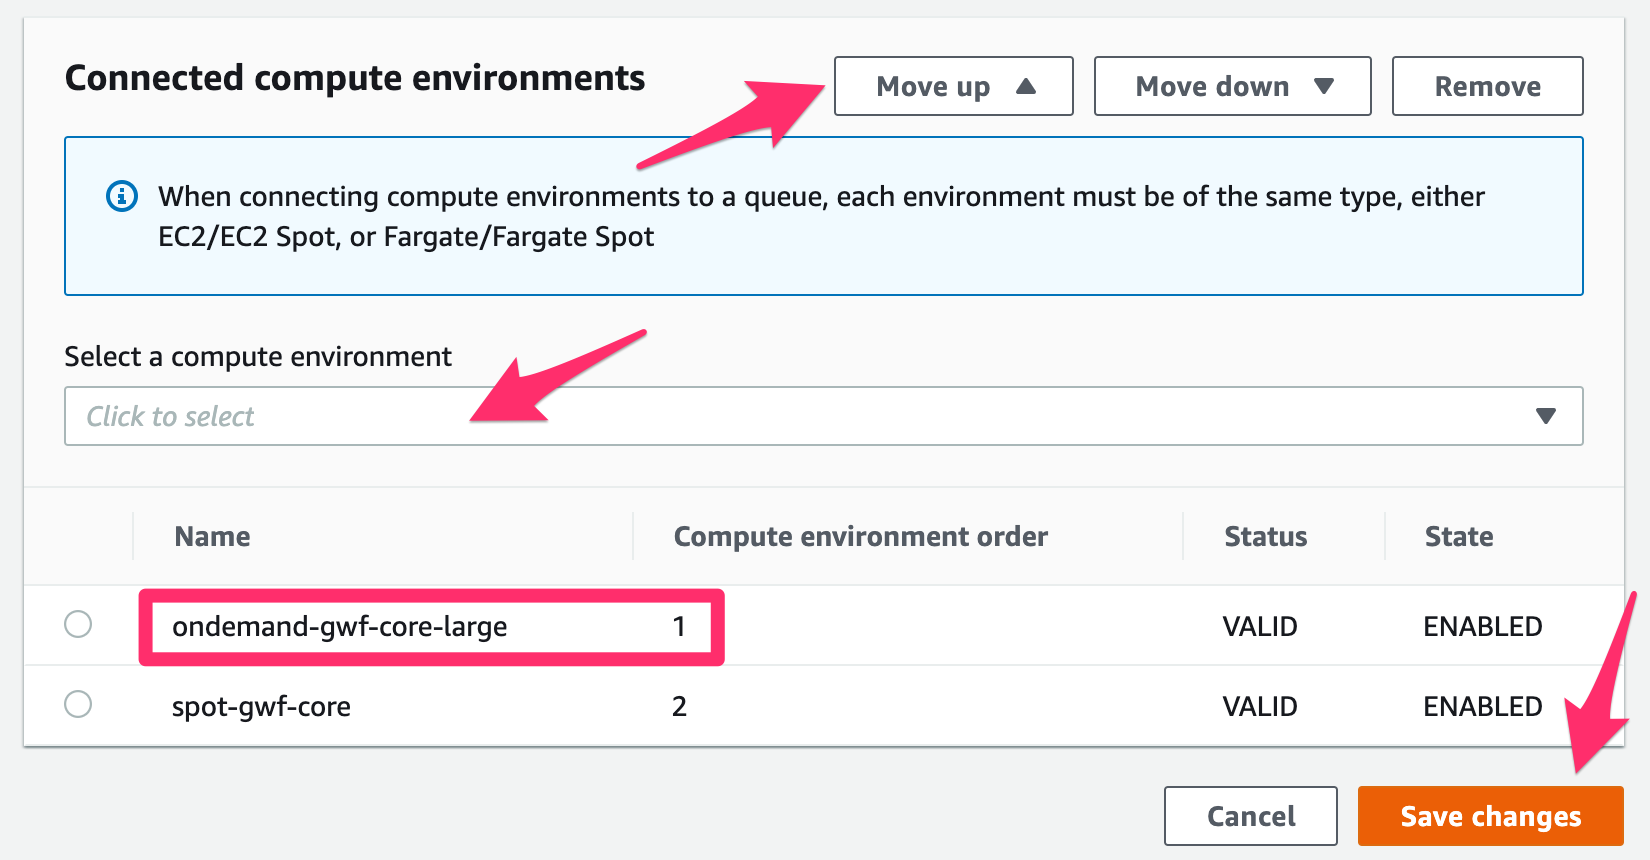 Connected compute environments
Move up
Move down
Remove
When connecting compute environments to a queue, each environment must be of the same type, either
EC2/EC2 Spot, or Fargate/Fargate Spot
Select a compute environment
Click to select
Name Compute environment order Status State
ondemand-gwf-core-large 1 VALID ENABLED
spot-gwf-core 2 VALID ENABLED
Cancel
Save changes